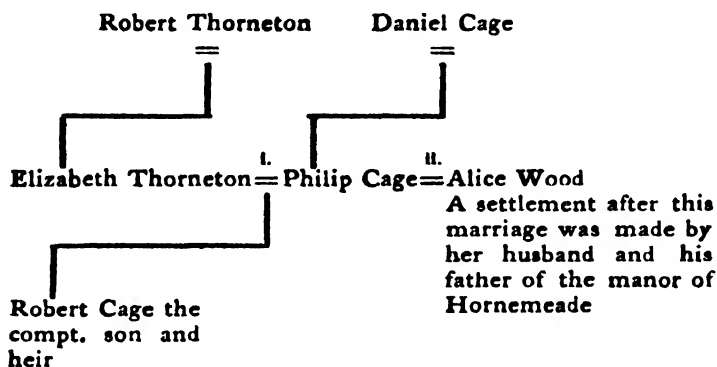 Robert Thorneton Daniel Cage
= =
I. II.
Elizabeth Thorneton=Philip Cage=Alice Wood
A settlement after this
marriage was made by
her husband and his
father of the manor of
Hornemeade
Robert Cage the
compt. son and
heir